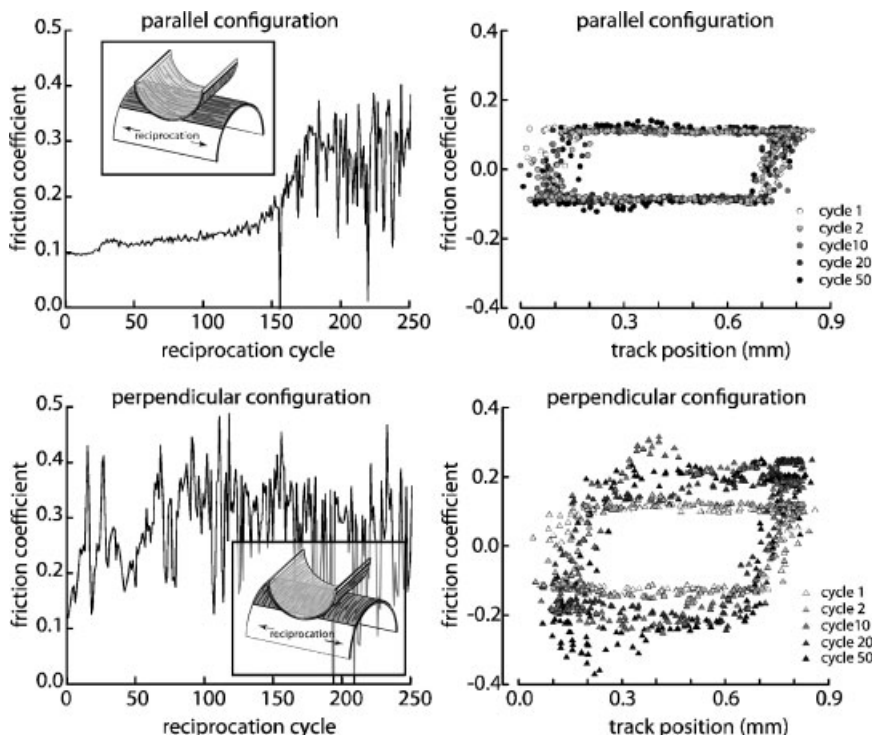 parallel configuration
friction coefficient
0.5
0.4
0.3
0.2
0.1
0.0
reciprocation
0 50 100 150 200 250
reciprocation cycle
parallel configuration
friction coefficient
0.4
0.2
0.0
-0.2
-0.4
cycle 1
cycle 2
cycle10
cycle 20
cycle 50
0.0 0.3 0.6 0.9
track position (mm)
perpendicular configuration
friction coefficient
0.5
0.4
0.3
0.2
0.1
0.0
reciprocation
0 50 100 150 200 250
reciprocation cycle
perpendicular configuration
friction coefficient
0.4
0.2
0.0
-0.2
-0.4
cycle 1
cycle 2
cycle10
cycle 20
cycle 50
0.0 0.3 0.6 0.9
track position (mm)